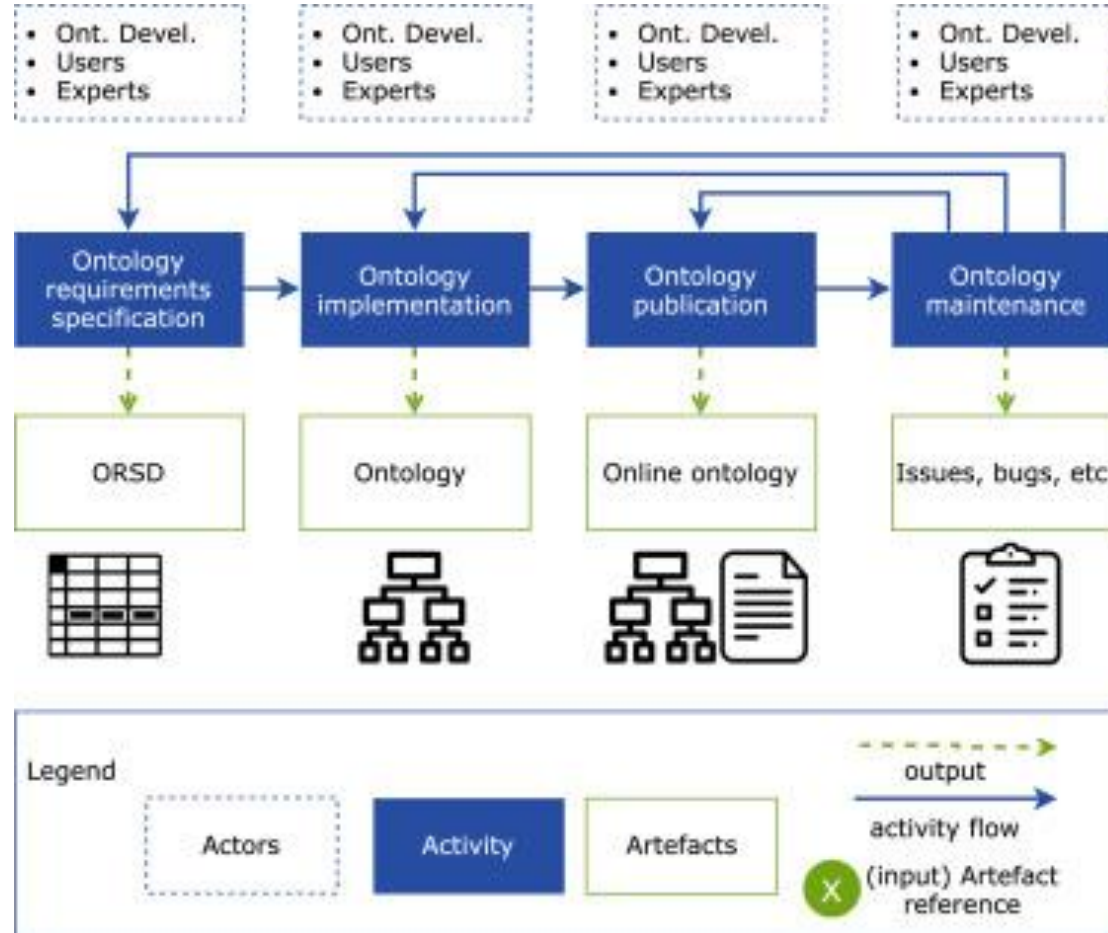 • Ont. Devel.
• Users
• Experts
• Ont. Devel.
• Users
• Experts
• Ont. Devel.
• Users
• Experts
• Ont. Devel.
• Users
• Experts
Ontology
requirements
specification
Ontology
implementation
Ontology
publication
Ontology
maintenance
ORSD
Ontology
Online ontology
Issues, bugs, etc
Legend
Actors
Activity
Artefacts
output
activity flow
X
(input) Artefact
reference